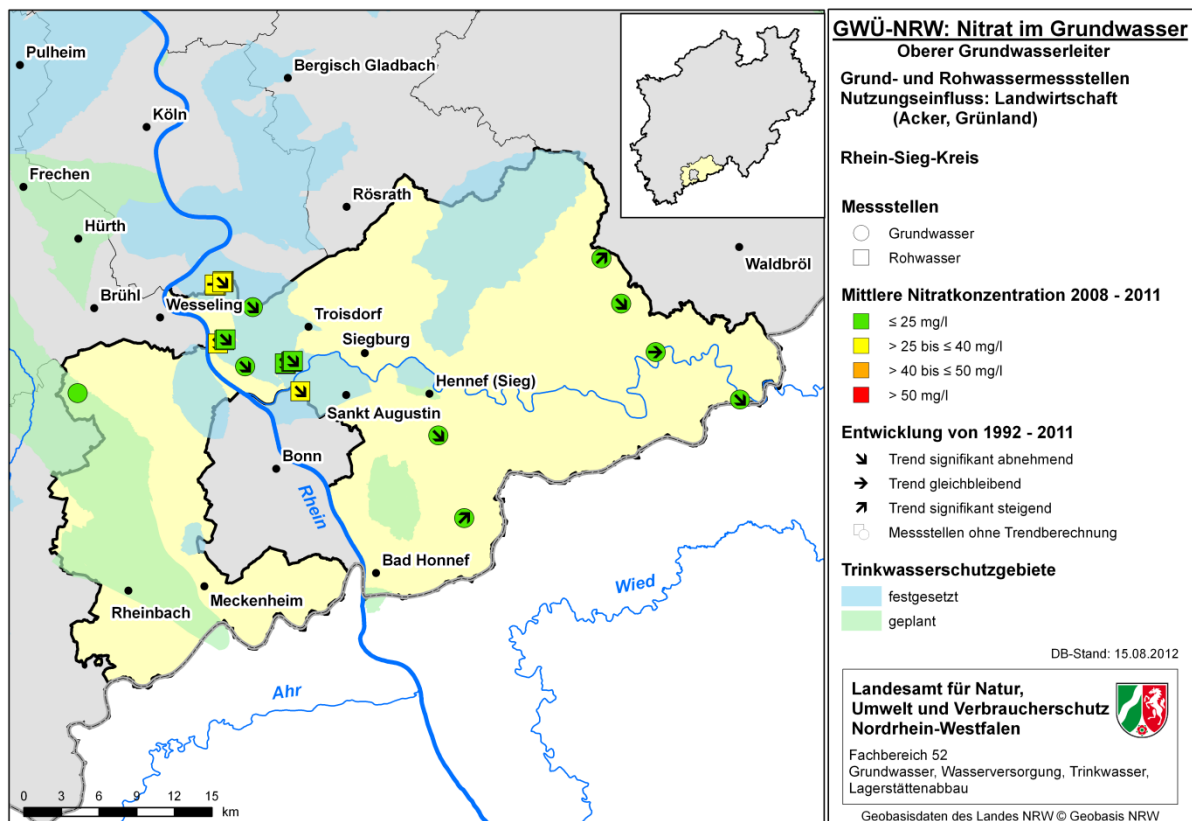 Pulheim
Bergisch Gladbach
Köln
Frechen
Rösrath
Hürth
Waldbröl
Brühl
Wesseling
Troisdorf
Siegburg
Hennef (Sieg)
Sankt Augustin
Bonn
Rhein
Bad Honnef
Wied
Rheinbach
Meckenheim
Ahr
0 3 6 9 12 15
km
GWÜ-NRW: Nitrat im Grundwasser
Oberer Grundwasserleiter
Grund- und Rohwassermessstellen
Nutzungseinfluss: Landwirtschaft
(Acker, Grünland)
Rhein-Sieg-Kreis
Messstellen
Grundwasser
Rohwasser
Mittlere Nitratkonzentration 2008 - 2011
≤ 25 mg/l
> 25 bis ≤ 40 mg/l
> 40 bis ≤ 50 mg/l
> 50 mg/l
Entwicklung von 1992 - 2011
Trend signifikant abnehmend
Trend gleichbleibend
Trend signifikant steigend
Messstellen ohne Trendberechnung
Trinkwasserschutzgebiete
festgesetzt
geplant
DB-Stand: 15.08.2012
Landesamt für Natur,
Umwelt und Verbraucherschutz
Nordrhein-Westfalen
Fachbereich 52
Grundwasser, Wasserversorgung, Trinkwasser,
Lagerstättenabbau
Geobasisdaten des Landes NRW © Geobasis NRW